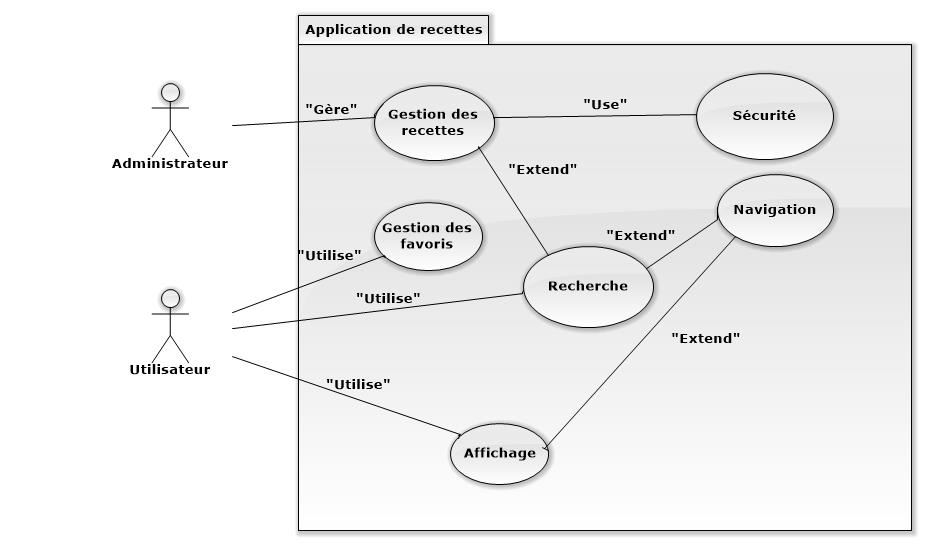 Application de recettes
"Gère"
Gestion des
recettes
"Use"
Sécurité
Administrateur
"Extend"
Navigation
Gestion des
favoris
"Extend"
"Utilise"
Recherche
"Utilise"
"Extend"
Utilisateur
"Utilise"
Affichage